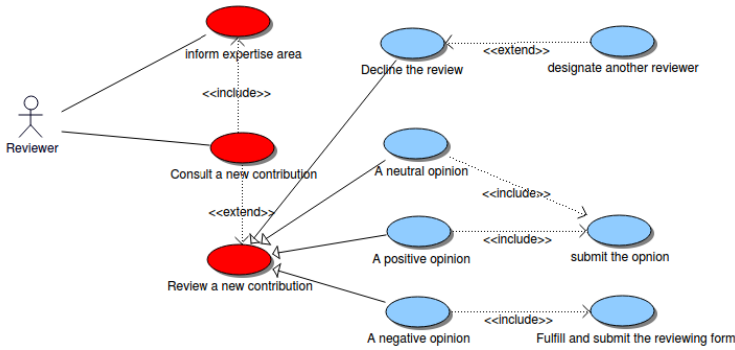 inform expertise area
<<include>>
Reviewer
Consult a new contribution
<<extend>>
Review a new contribution
Decline the review
<<extend>>
designate another reviewer
A neutral opinion
<<include>>
A positive opinion
<<include>>
submit the opnion
A negative opinion
<<include>>
Fulfill and submit the reviewing form